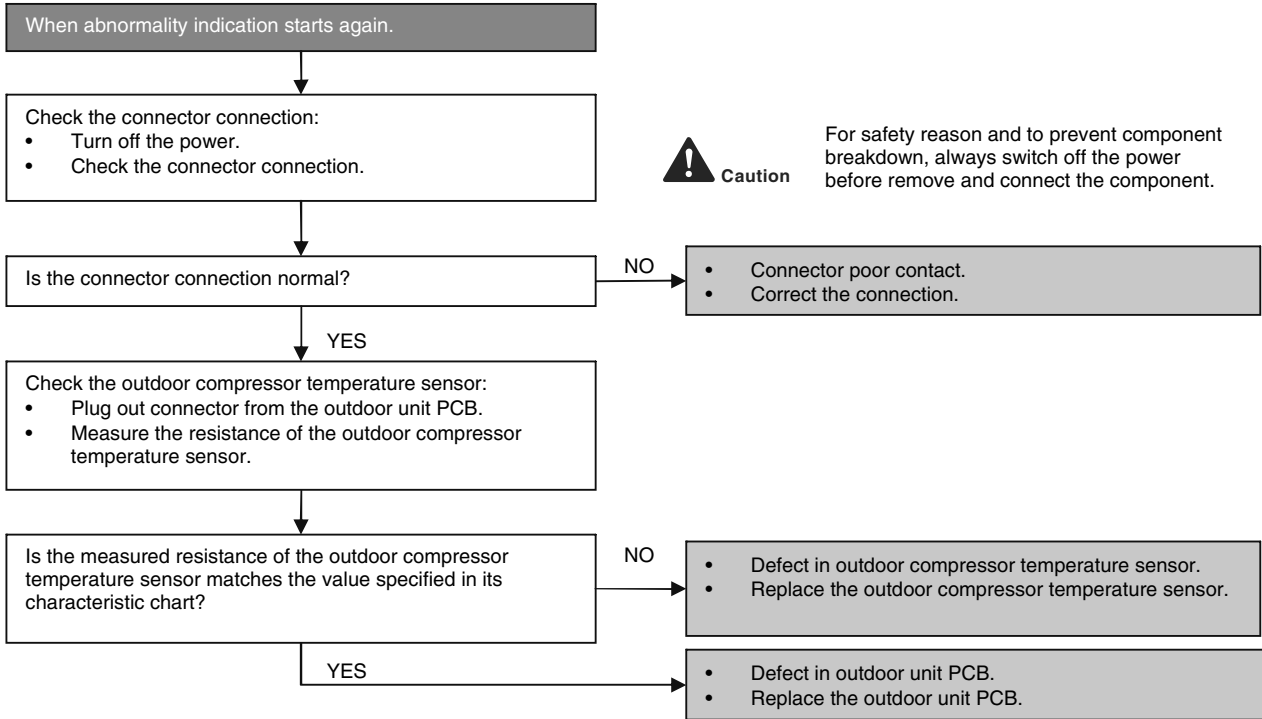 When abnormality indication starts again.
Check the connector connection:
• Turn off the power.
• Check the connector connection.
Caution
For safety reason and to prevent component
breakdown, always switch off the power
before remove and connect the component.
Is the connector connection normal?
NO
• Connector poor contact.
• Correct the connection.
YES
Check the outdoor compressor temperature sensor:
• Plug out connector from the outdoor unit PCB.
• Measure the resistance of the outdoor compressor
temperature sensor.
Is the measured resistance of the outdoor compressor
temperature sensor matches the value specified in its
characteristic chart?
NO
• Defect in outdoor compressor temperature sensor.
• Replace the outdoor compressor temperature sensor.
YES
• Defect in outdoor unit PCB.
• Replace the outdoor unit PCB.